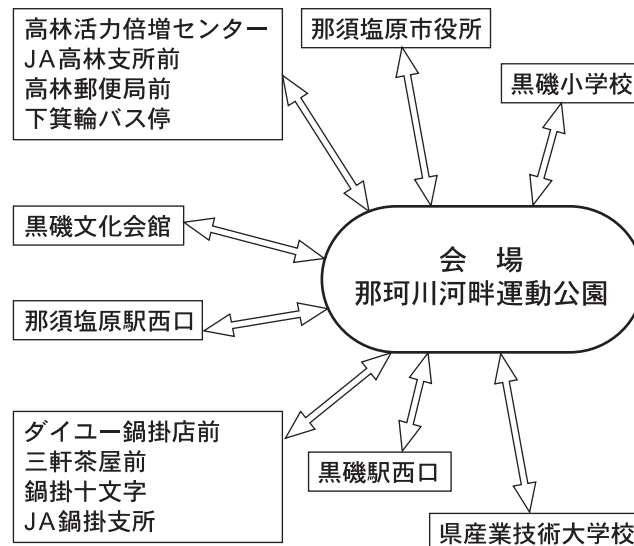 高林活力倍増センター
JA高林支所前
高林郵便局前
下箕輪バス停
那須塩原市役所
黒磯小学校
黒磯文化会館
会　場
那珂川河畔運動公園
那須塩原駅西口
ダイユー鍋掛店前
三軒茶屋前
鍋掛十文字
JA鍋掛支所
黒磯駅西口
県産業技術大学校